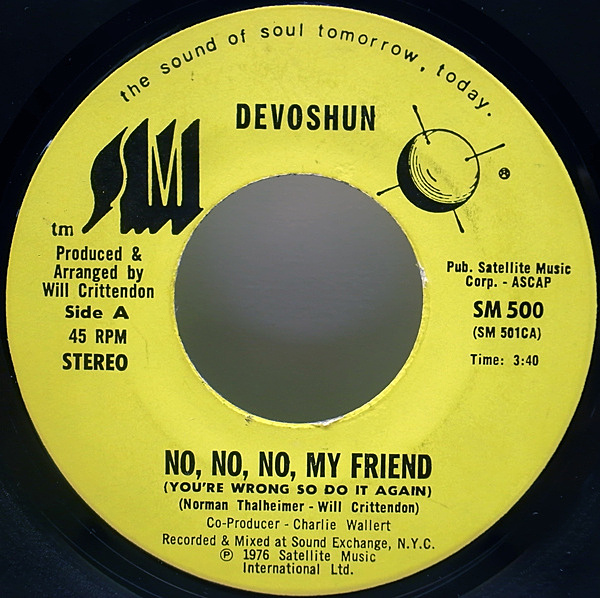 the sound of soul tomorrow, today.
DEVOSHUN
SM
tm
®
Produced &
Arranged by
Will Crittendon
Side A
45 RPM
STEREO
Pub. Satellite Music
Corp. - ASCAP
SM 500
(SM 501CA)
Time: 3:40
NO, NO, NO, MY FRIEND
(YOU'RE WRONG SO DO IT AGAIN)
(Norman Thalheimer - Will Crittendon)
Co-Producer - Charlie Wallert
Recorded & Mixed at Sound Exchange, N.Y.C.
℗ 1976 Satellite Music
International Ltd.